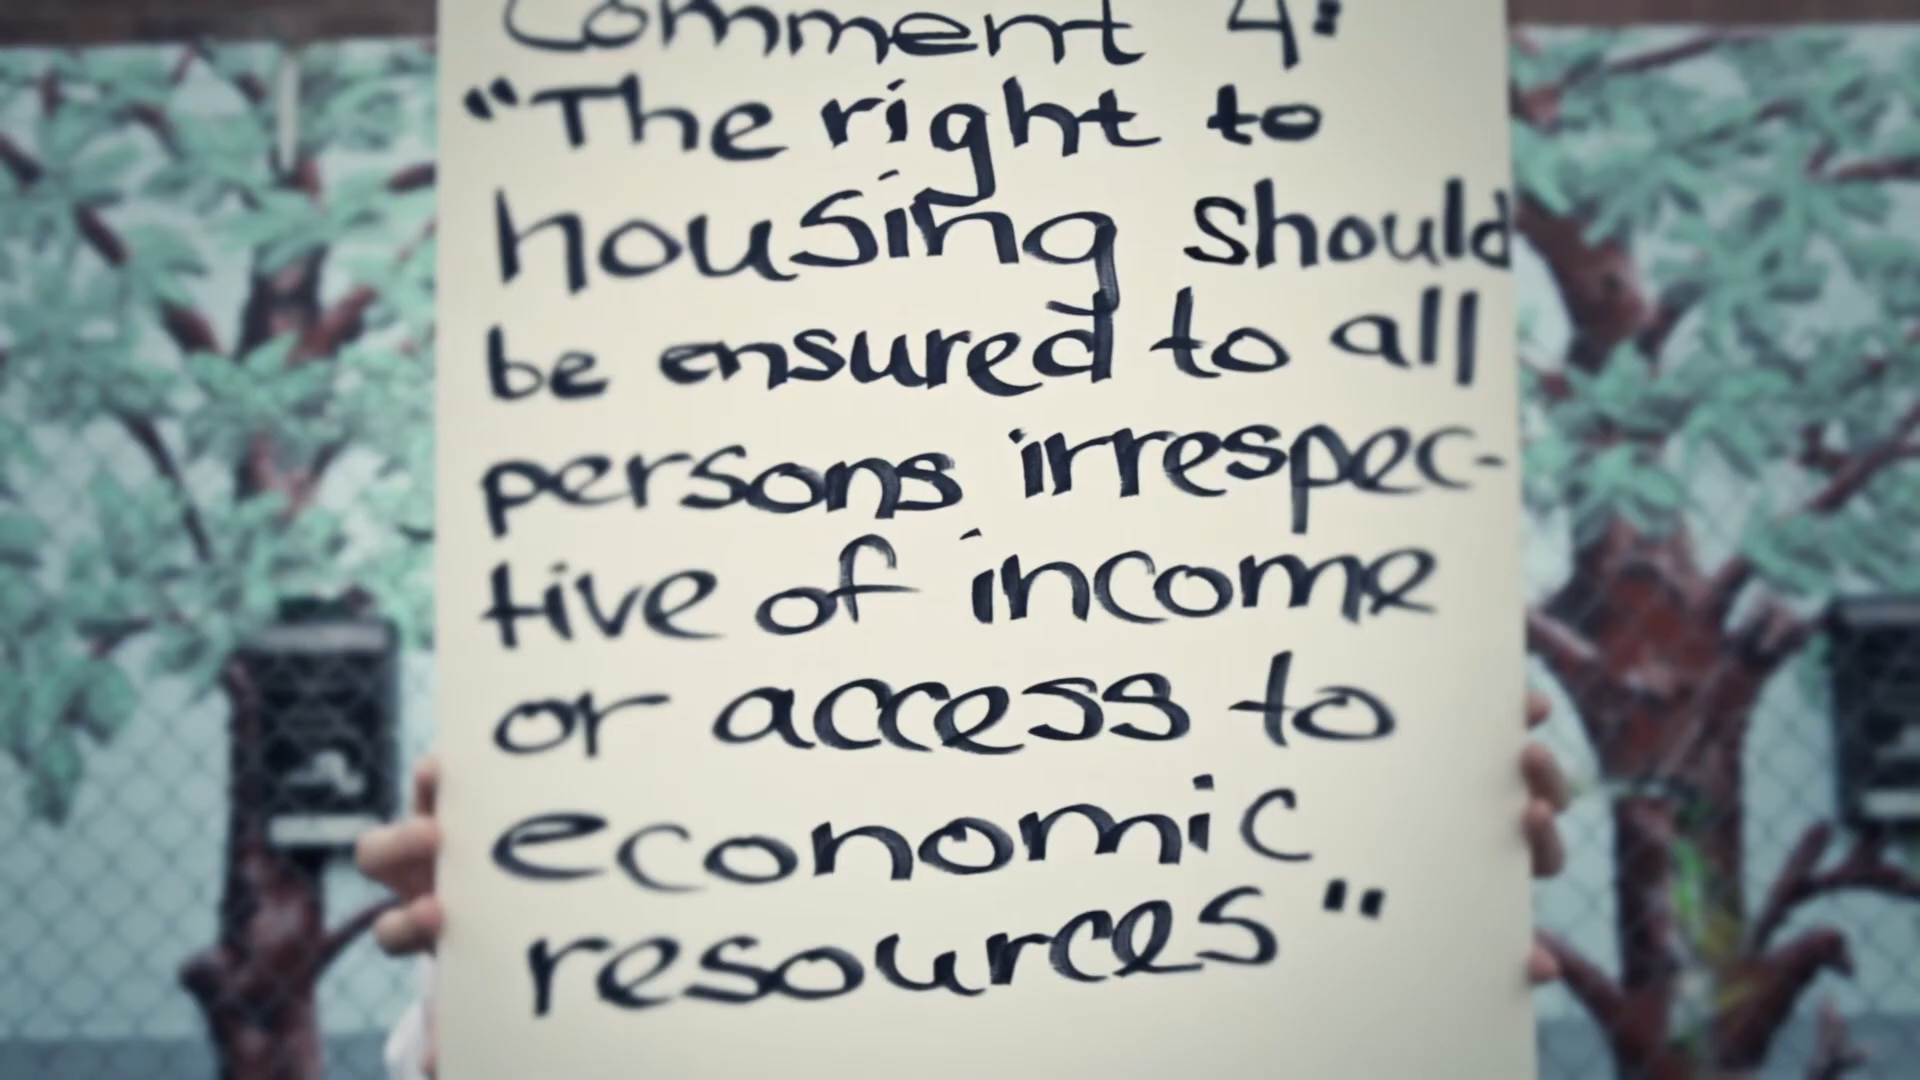 Comment 4:
"The right to
housing should
be ensured to all
persons irrespec-
tive of income
or access to
economic
resources"